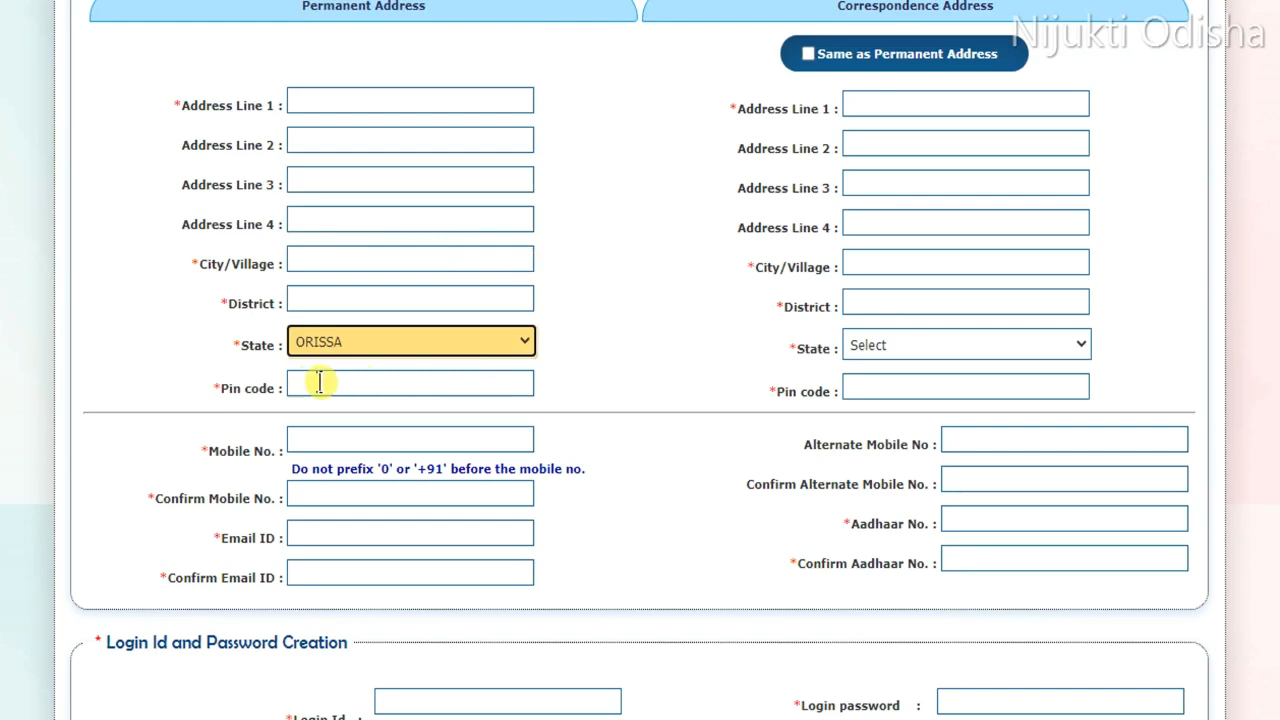 Permanent Address
Correspondence Address
Nijukti Odisha
Same as Permanent Address
*Address Line 1 :
*Address Line 1 :
Address Line 2 :
Address Line 2 :
Address Line 3 :
Address Line 3 :
Address Line 4 :
Address Line 4 :
*City/Village :
*City/Village :
*District :
*District :
*State : ORISSA
*State : Select
*Pin code :
*Pin code :
*Mobile No. :
Alternate Mobile No :
Do not prefix '0' or '+91' before the mobile no.
*Confirm Mobile No. :
Confirm Alternate Mobile No. :
*Email ID :
*Aadhaar No. :
*Confirm Email ID :
*Confirm Aadhaar No. :
* Login Id and Password Creation
*Login Id :
*Login password :